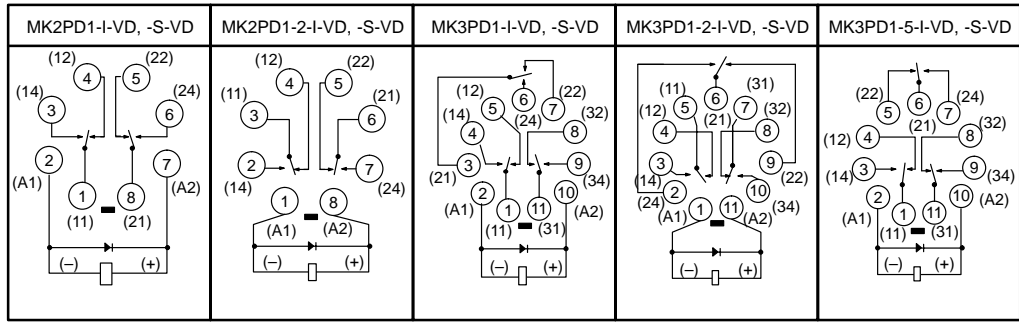 MK2PD1-I-VD, -S-VD
MK2PD1-2-I-VD, -S-VD
MK3PD1-I-VD, -S-VD
MK3PD1-2-I-VD, -S-VD
MK3PD1-5-I-VD, -S-VD
(12) (22)
4 5
(14) (24)
3 6
2 7
(A1) (A2)
1 8
(11) (21)
(–) (+)
(12) (22)
4 5
(11) (21)
3 6
2 7
(14) (24)
1 8
(A1) (A2)
(–) (+)
(12) 5 6 7 (22)
(14) (24) (32)
4 8
3 9
(21) (34)
2 10
(A1) 1 11 (A2)
(11) (31)
(–) (+)
(11) 6 (31)
5 7
(12) (21) (32)
4 8
3 9
(14) (22)
2 10
(24) (34)
1 11
(A1) (A2)
(–) (+)
5 6 7
(22) (24)
(12) (21) (32)
4 8
3 9
(14) (34)
2 10
(A1) 1 11 (A2)
(11) (31)
(–) (+)